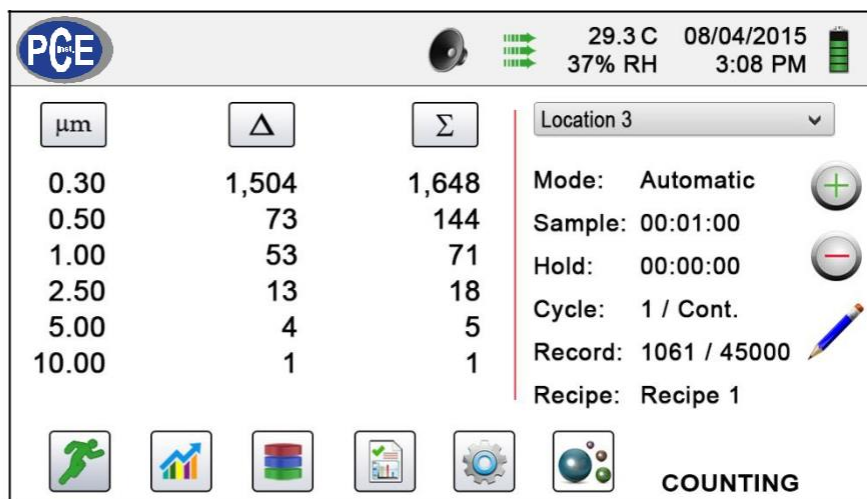 PCE
Inst.
29.3 C 08/04/2015
37% RH 3:08 PM
µm Δ Σ
0.30 1,504 1,648
0.50 73 144
1.00 53 71
2.50 13 18
5.00 4 5
10.00 1 1
Location 3
Mode: Automatic
Sample: 00:01:00
Hold: 00:00:00
Cycle: 1 / Cont.
Record: 1061 / 45000
Recipe: Recipe 1
COUNTING